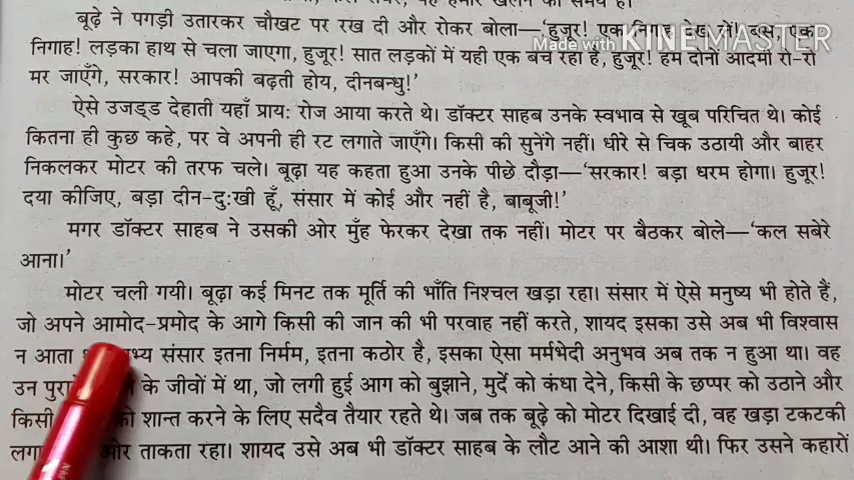 बूढ़े ने पगड़ी उतारकर चौखट पर रख दी और रोकर बोला—'हुजूर! एक निगाह देख लें। बस, एक
निगाह! लड़का हाथ से चला जाएगा, हुजूर! सात लड़कों में यही एक बच रहा है, हुजूर! हम दोनों आदमी रो-रो
मर जाएँगे, सरकार! आपकी बढ़ती होय, दीनबन्धु!'
ऐसे उजड्ड देहाती यहाँ प्राय: रोज आया करते थे। डॉक्टर साहब उनके स्वभाव से खूब परिचित थे। कोई
कितना ही कुछ कहे, पर वे अपनी ही रट लगाते जाएँगे। किसी की सुनेंगे नहीं। धीरे से चिक उठायी और बाहर
निकलकर मोटर की तरफ चले। बूढ़ा यह कहता हुआ उनके पीछे दौड़ा—'सरकार! बड़ा धरम होगा। हुजूर!
दया कीजिए, बड़ा दीन-दु:खी हूँ, संसार में कोई और नहीं है, बाबूजी!'
मगर डॉक्टर साहब ने उसकी ओर मुँह फेरकर देखा तक नहीं। मोटर पर बैठकर बोले—'कल सबेरे
आना।'
मोटर चली गयी। बूढ़ा कई मिनट तक मूर्ति की भाँति निश्चल खड़ा रहा। संसार में ऐसे मनुष्य भी होते हैं,
जो अपने आमोद-प्रमोद के आगे किसी की जान की भी परवाह नहीं करते, शायद इसका उसे अब भी विश्वास
न आता संसार इतना निर्मम, इतना कठोर है, इसका ऐसा मर्मभेदी अनुभव अब तक न हुआ था। वह
उन के जीवों में था, जो लगी हुई आग को बुझाने, मुर्दे को कंधा देने, किसी के छप्पर को उठाने और
किसी को शान्त करने के लिए सदैव तैयार रहते थे। जब तक बूढ़े को मोटर दिखाई दी, वह खड़ा टकटकी
ओर ताकता रहा। शायद उसे अब भी डॉक्टर साहब के लौट आने की आशा थी। फिर उसने कहारों
Made with KINEMASTER